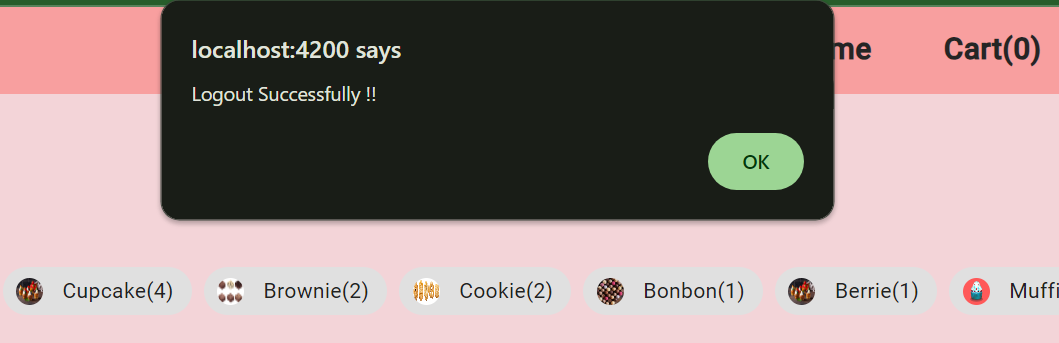 localhost:4200 says
Logout Successfully !!
OK
Cart(0)
Cupcake(4) Brownie(2) Cookie(2) Bonbon(1) Berrie(1)